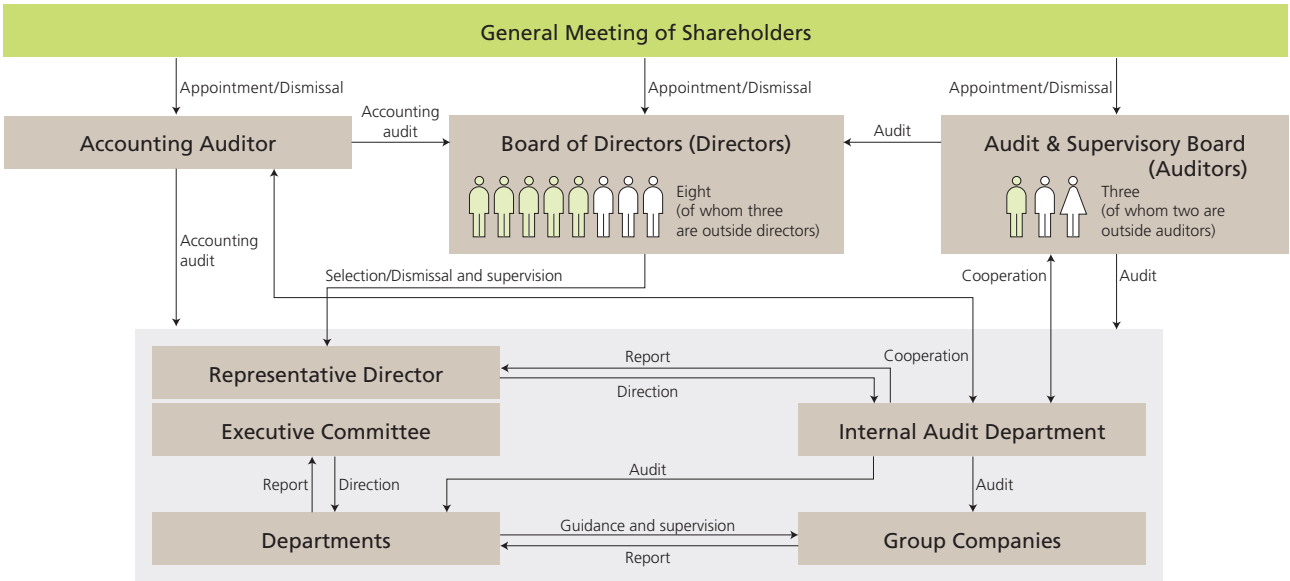 General Meeting of Shareholders
Appointment/Dismissal
Appointment/Dismissal
Appointment/Dismissal
Accounting
audit
Accounting Auditor
Board of Directors (Directors)
Eight
(of whom three
are outside directors)
Audit
Audit & Supervisory Board
(Auditors)
Three
(of whom two are
outside auditors)
Accounting
audit
Selection/Dismissal and supervision
Cooperation
Audit
Representative Director
Report
Cooperation
Direction
Executive Committee
Internal Audit Department
Report
Direction
Audit
Audit
Departments
Guidance and supervision
Report
Group Companies